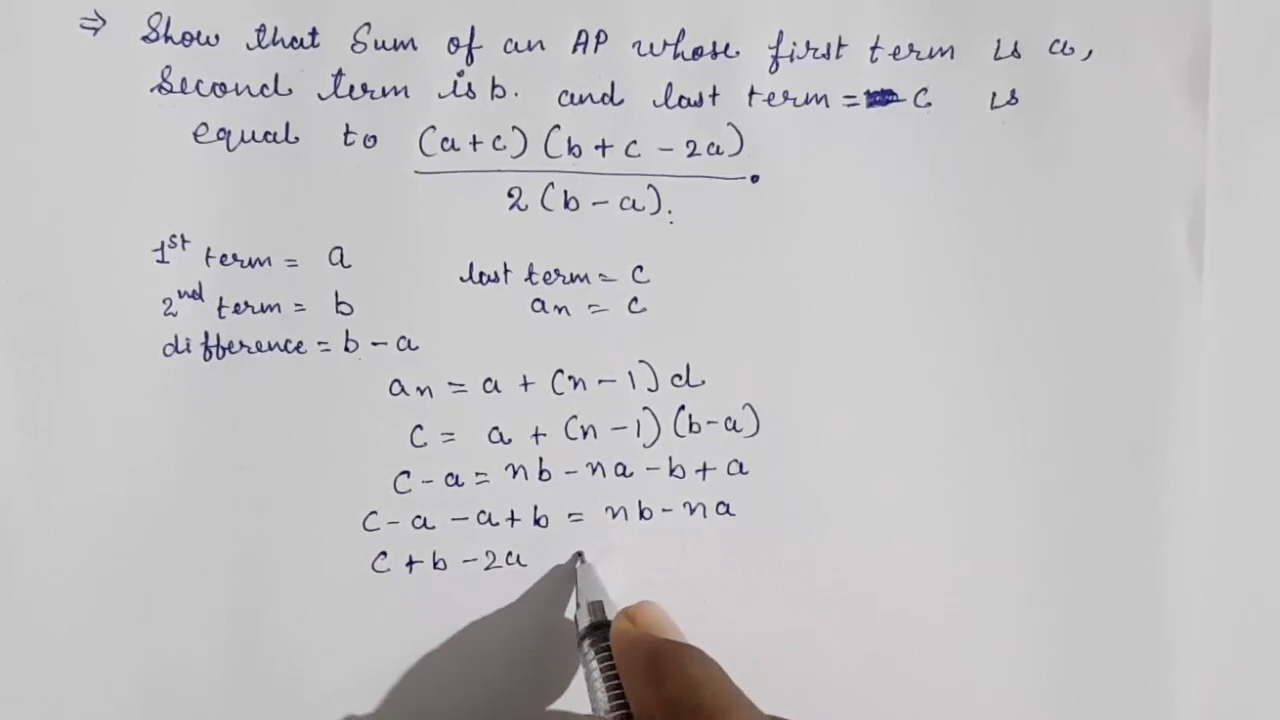 ⇒ Show that Sum of an AP whose first term is a,
Second term is b. and last term = c is
equal to (a+c) (b+c-2a)
2(b-a).
1st term = a
last term = c
2nd term = b
an = c
difference = b-a
an = a + (n-1)d
c = a + (n-1)(b-a)
c-a = nb-na-b+a
c-a-a+b = nb-na
c+b-2a